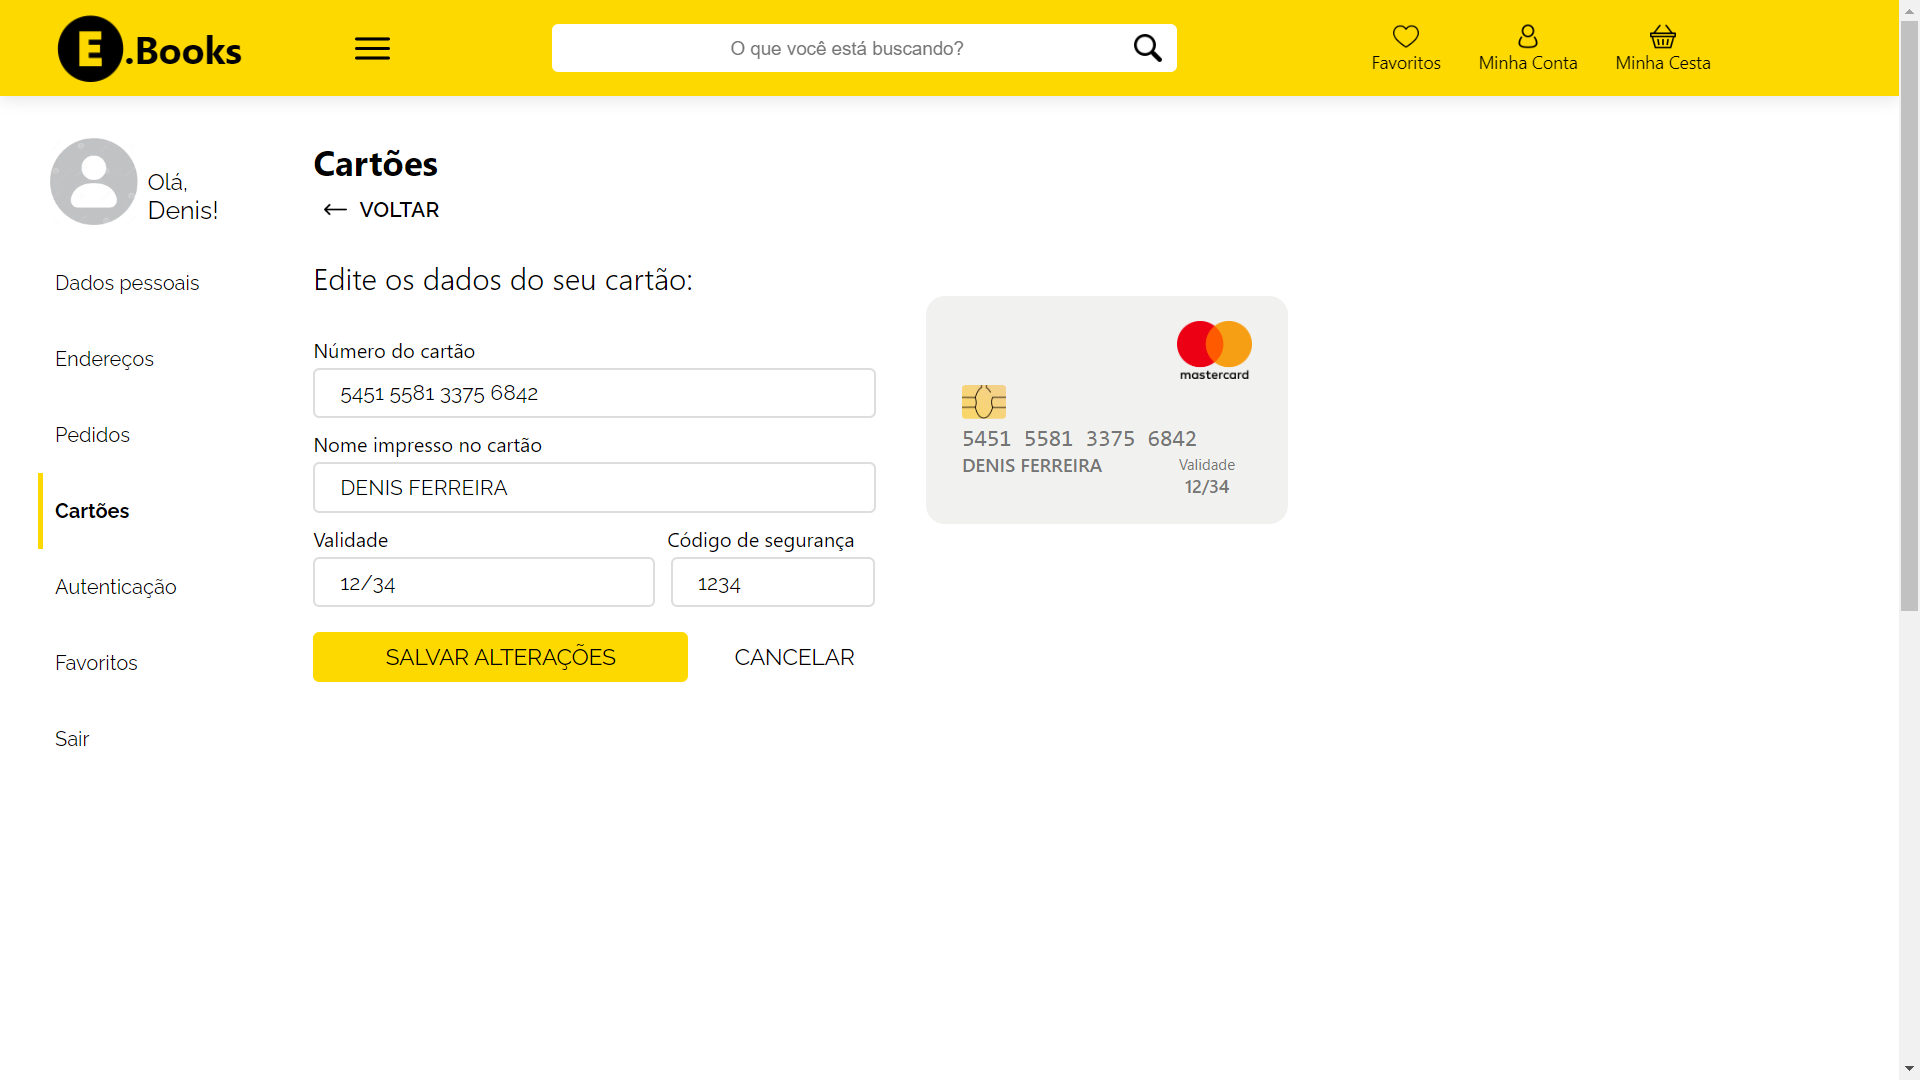 E.Books
O que você está buscando?
Favoritos
Minha Conta
Minha Cesta
Olá,
Denis!
Dados pessoais
Endereços
Pedidos
Cartões
Autenticação
Favoritos
Sair
Cartões
VOLTAR
Edite os dados do seu cartão:
Número do cartão
5451 5581 3375 6842
Nome impresso no cartão
DENIS FERREIRA
Validade
Código de segurança
12/34
1234
SALVAR ALTERAÇÕES
CANCELAR
mastercard
5451 5581 3375 6842
DENIS FERREIRA
Validade
12/34